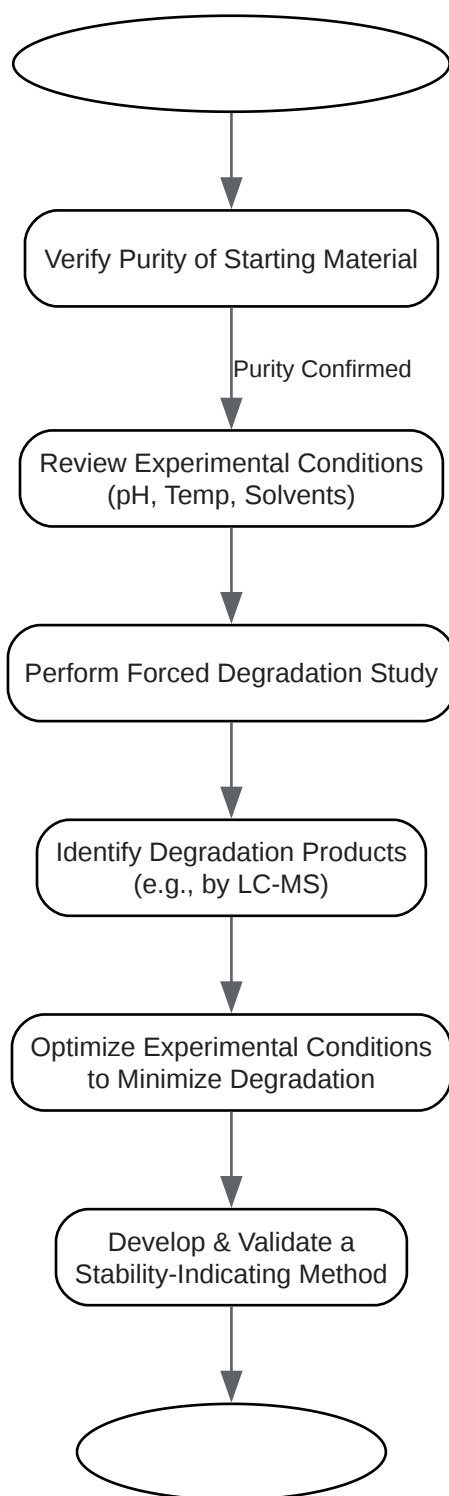 Verify Purity of Starting Material
Purity Confirmed
Review Experimental Conditions
(pH, Temp, Solvents)
Perform Forced Degradation Study
Identify Degradation Products
(e.g., by LC-MS)
Optimize Experimental Conditions
to Minimize Degradation
Develop & Validate a
Stability-Indicating Method